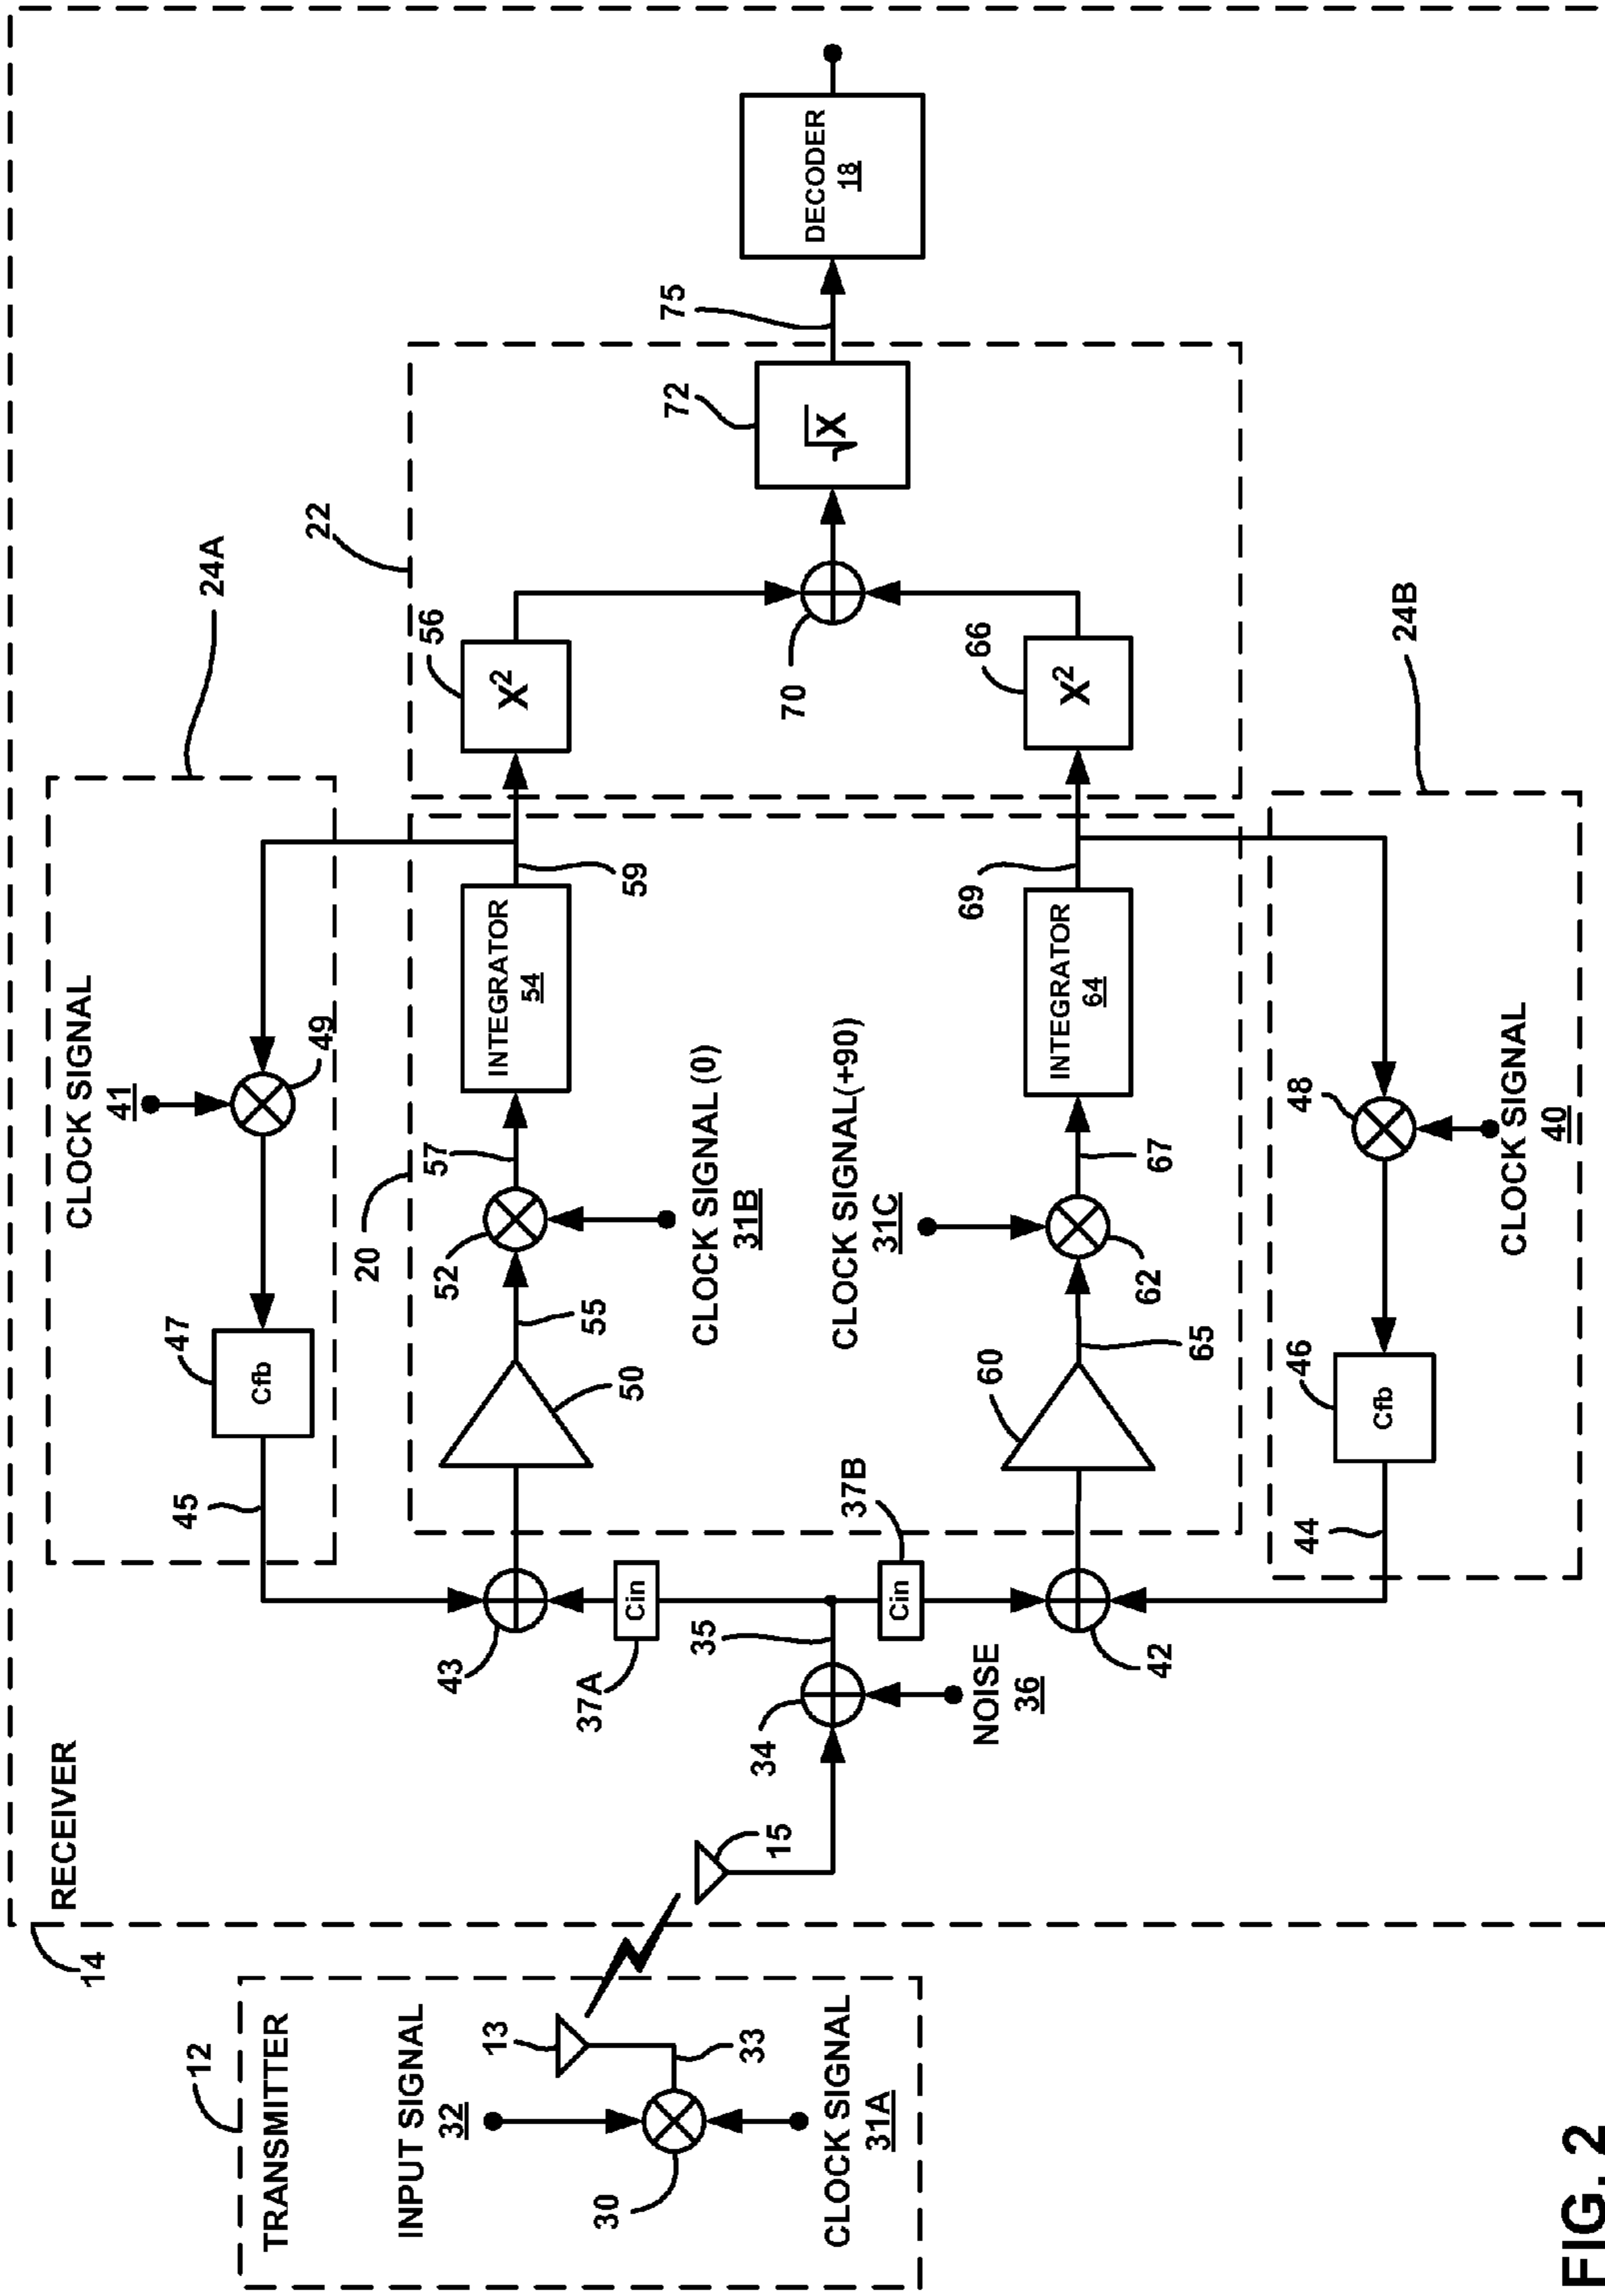 RECEIVER
14
12
TRANSMITTER
INPUT SIGNAL
32
13
33
30
CLOCK SIGNAL
31A
15
34
NOISE
36
35
37A
Cin
37B
Cin
43
42
24A
CLOCK SIGNAL
41
49
47
Cfb
45
20
50
55
52
57
CLOCK SIGNAL (0)
31B
INTEGRATOR
54
59
60
65
62
67
CLOCK SIGNAL(+90)
31C
INTEGRATOR
64
69
24B
CLOCK SIGNAL
40
48
46
Cfb
44
22
56
X²
66
X²
70
72
√X
75
DECODER
18
FIG. 2